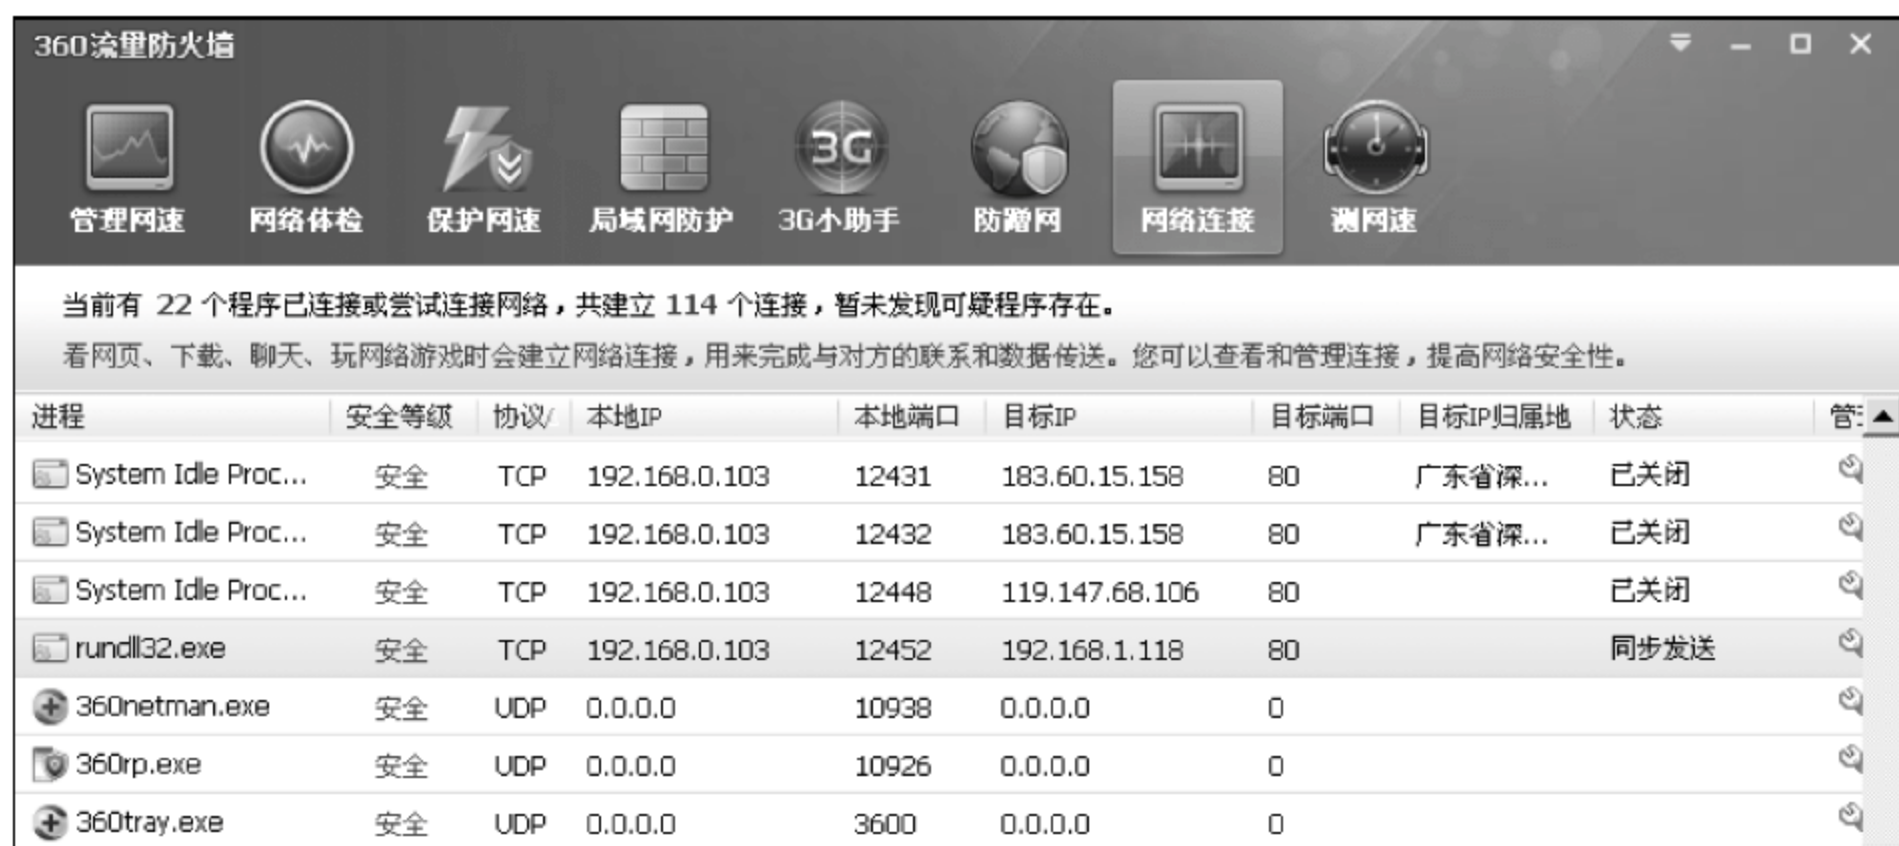 360流量防火墙
管理网速 网络体检 保护网速 局域网防护 3G小助手 防蹭网 网络连接 测网速
当前有 22 个程序已连接或尝试连接网络，共建立 114 个连接，暂未发现可疑程序存在。
看网页、下载、聊天、玩网络游戏时会建立网络连接，用来完成与对方的联系和数据传送。您可以查看和管理连接，提高网络安全性。
进程 安全等级 协议 本地IP 本地端口 目标IP 目标端口 目标IP归属地 状态
System Idle Proc... 安全 TCP 192.168.0.103 12431 183.60.15.158 80 广东省深... 已关闭
System Idle Proc... 安全 TCP 192.168.0.103 12432 183.60.15.158 80 广东省深... 已关闭
System Idle Proc... 安全 TCP 192.168.0.103 12448 119.147.68.106 80 已关闭
rundll32.exe 安全 TCP 192.168.0.103 12452 192.168.1.118 80 同步发送
360netman.exe 安全 UDP 0.0.0.0 10938 0.0.0.0 0
360rp.exe 安全 UDP 0.0.0.0 10926 0.0.0.0 0
360tray.exe 安全 UDP 0.0.0.0 3600 0.0.0.0 0